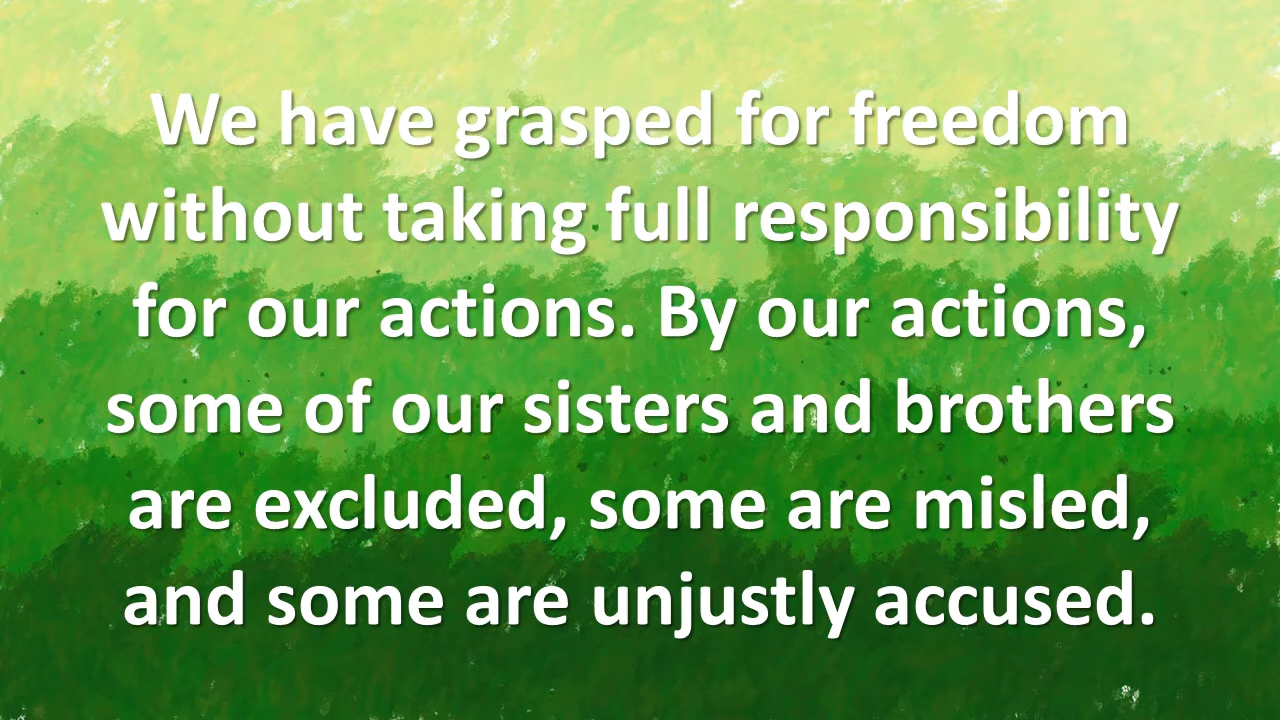 We have grasped for freedom
without taking full responsibility
for our actions. By our actions,
some of our sisters and brothers
are excluded, some are misled,
and some are unjustly accused.